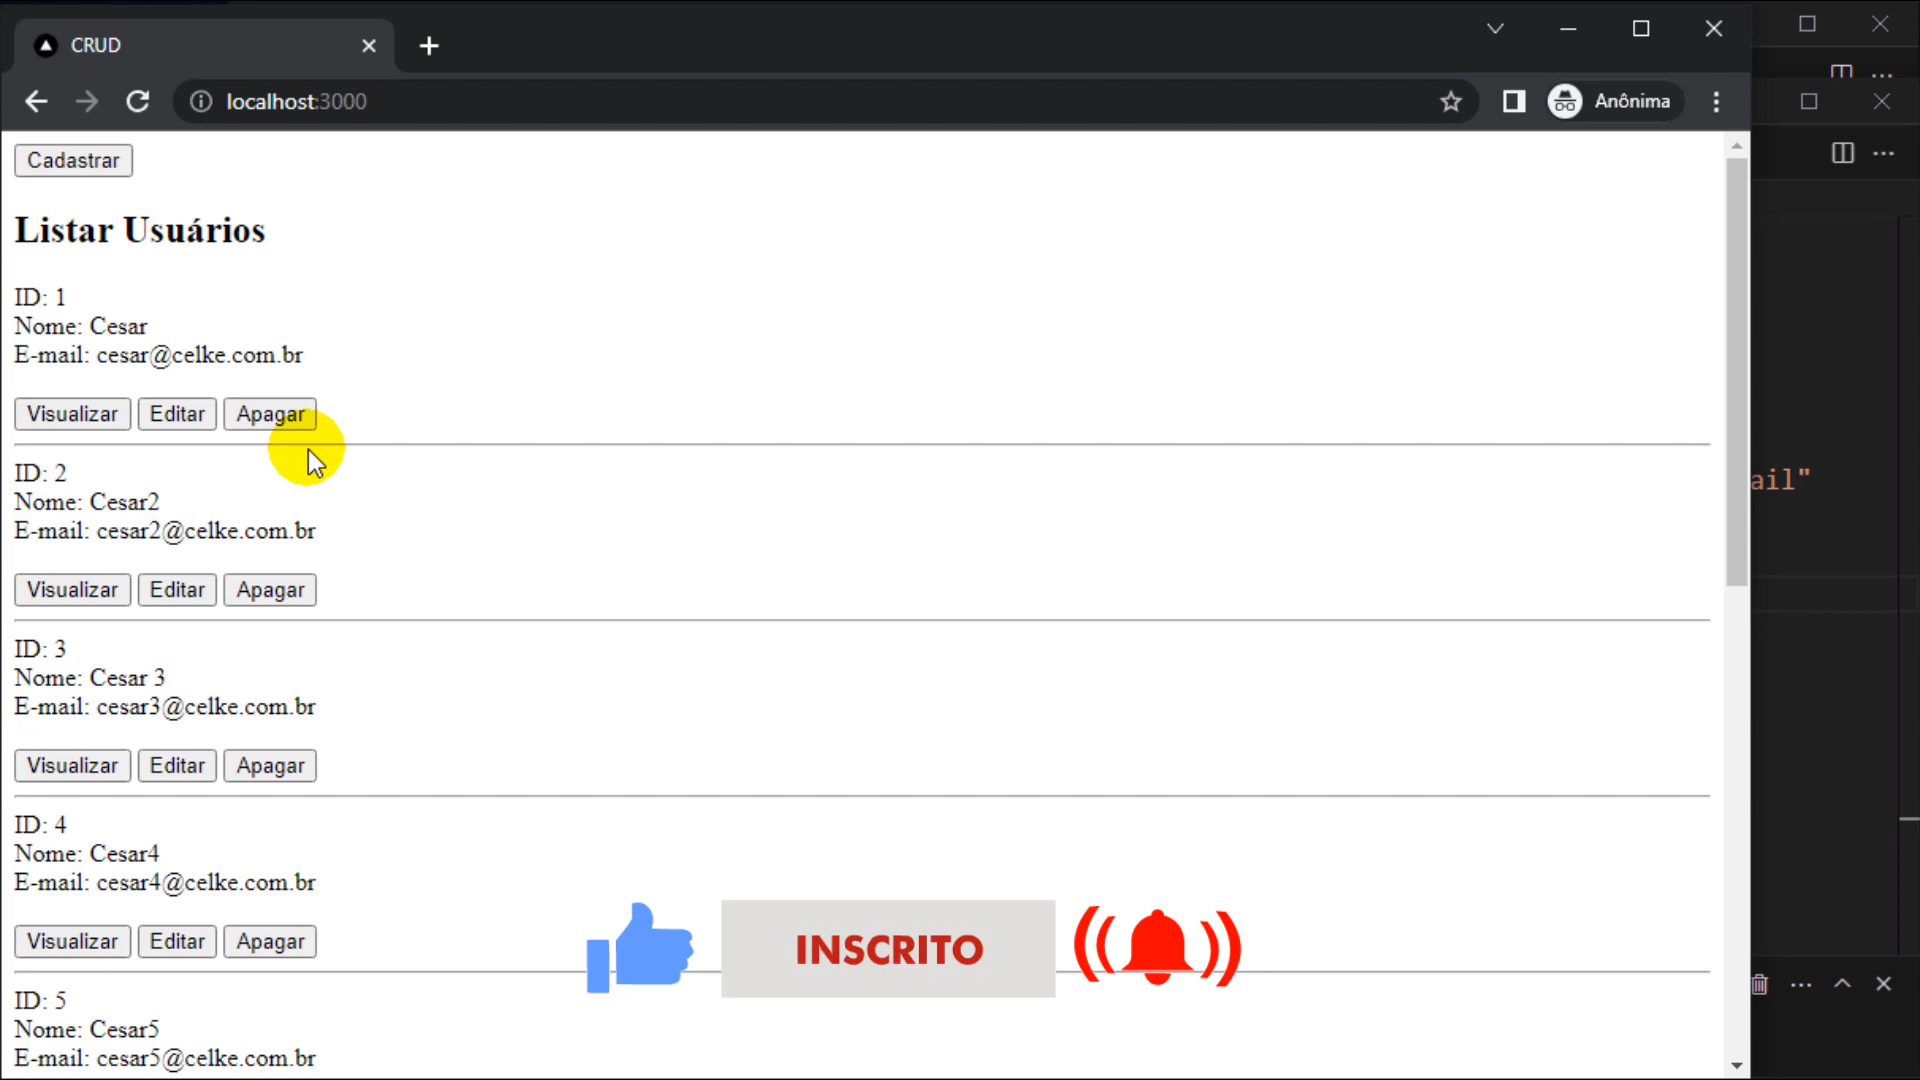 CRUD
localhost:3000
Anônima
Cadastrar
Listar Usuários
ID: 1
Nome: Cesar
E-mail: cesar@celke.com.br
Visualizar Editar Apagar
ID: 2
Nome: Cesar2
E-mail: cesar2@celke.com.br
ail"
Visualizar Editar Apagar
ID: 3
Nome: Cesar 3
E-mail: cesar3@celke.com.br
Visualizar Editar Apagar
ID: 4
Nome: Cesar4
E-mail: cesar4@celke.com.br
Visualizar Editar Apagar
INSCRITO
ID: 5
Nome: Cesar5
E-mail: cesar5@celke.com.br